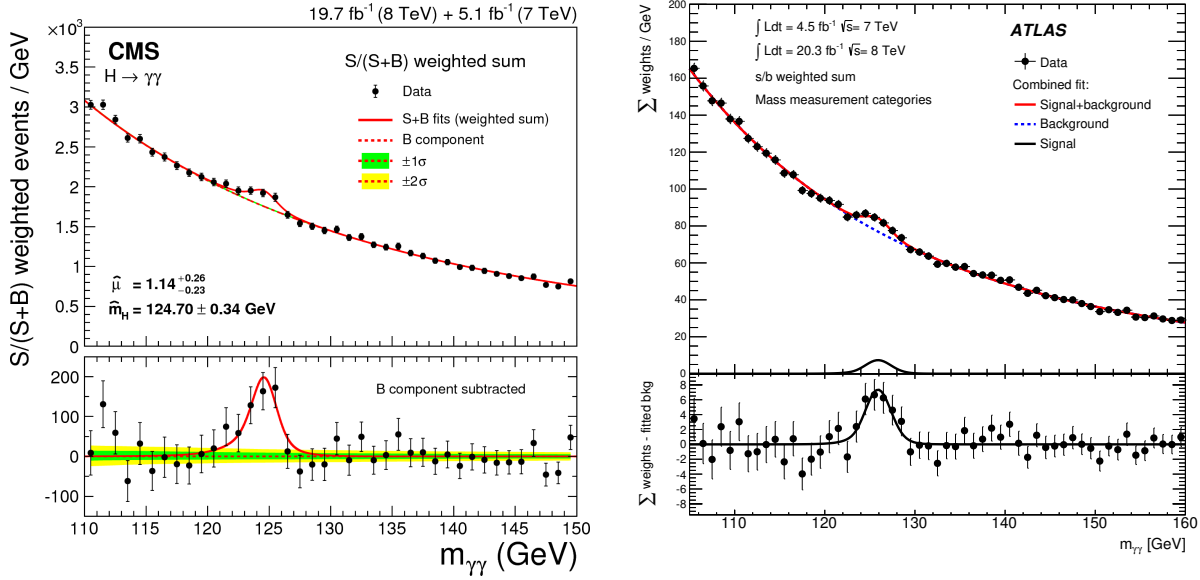 19.7 fb⁻¹ (8 TeV) + 5.1 fb⁻¹ (7 TeV)
×10³
S/(S+B) weighted events / GeV
3.5
3
2.5
2
1.5
1
0.5
0
CMS
H → γγ
S/(S+B) weighted sum
Data
S+B fits (weighted sum)
B component
±1σ
±2σ
μ̂ = 1.14 +0.26 −0.23
m̂H = 124.70 ± 0.34 GeV
200
100
0
-100
B component subtracted
110 115 120 125 130 135 140 145 150
mγγ (GeV)
∑ weights / GeV
200
180
160
140
120
100
80
60
40
20
0
∫ Ldt = 4.5 fb⁻¹ √s= 7 TeV
∫ Ldt = 20.3 fb⁻¹ √s= 8 TeV
s/b weighted sum
Mass measurement categories
ATLAS
Data
Combined fit:
Signal+background
Background
Signal
∑ weights - fitted bkg
8
6
4
2
0
-2
-4
-6
-8
110 120 130 140 150 160
mγγ [GeV]